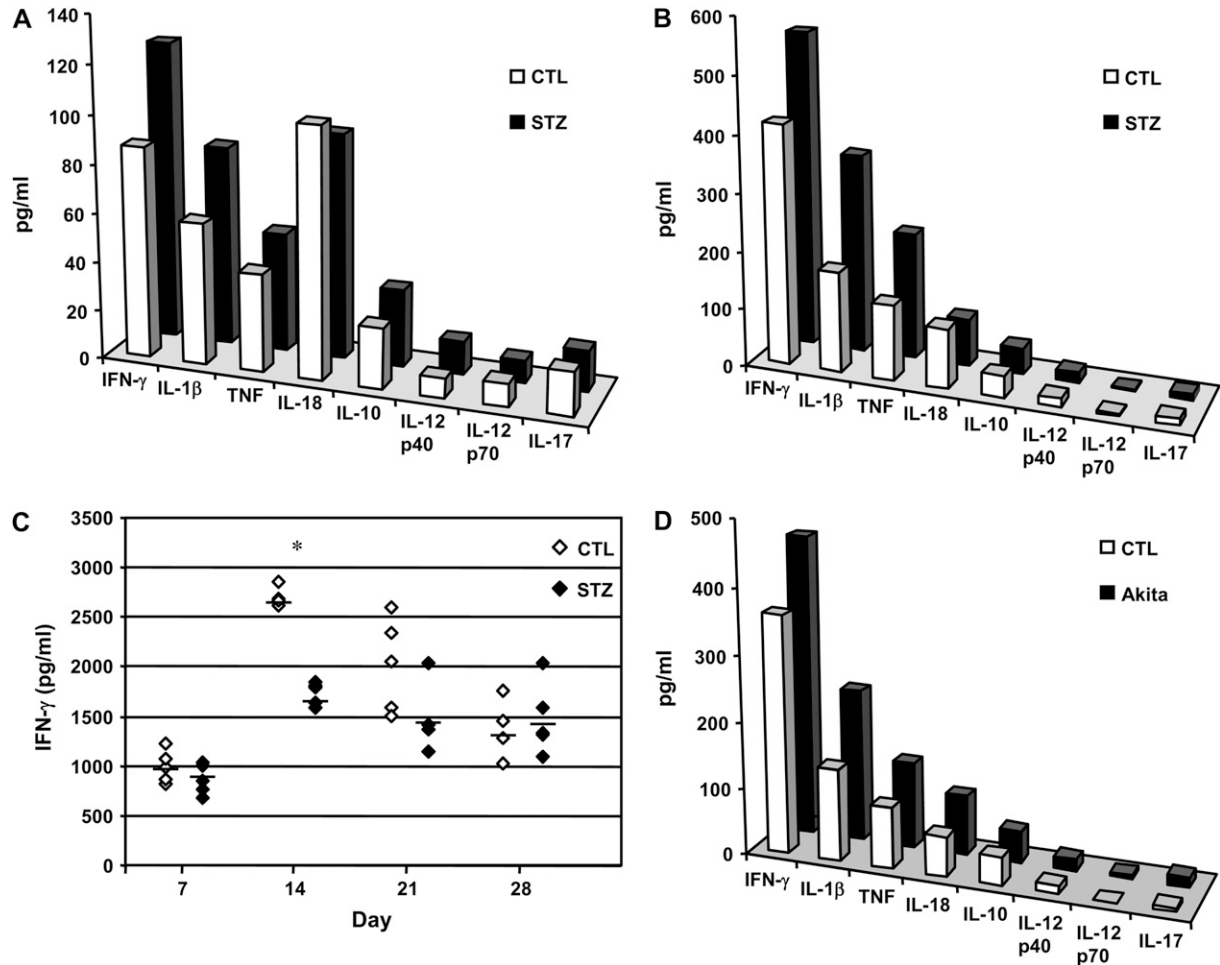 A
140
120
100
80
60
40
20
0
pg/ml
CTL
STZ
IFN-γ
IL-1β
TNF
IL-18
IL-10
IL-12
p40
IL-12
p70
IL-17
B
600
500
400
300
200
100
0
pg/ml
CTL
STZ
IFN-γ
IL-1β
TNF
IL-18
IL-10
IL-12
p40
IL-12
p70
IL-17
C
3500
3000
2500
2000
1500
1000
500
0
IFN-γ (pg/ml)
*
CTL
STZ
7
14
21
28
Day
D
500
400
300
200
100
0
pg/ml
CTL
Akita
IFN-γ
IL-1β
TNF
IL-18
IL-10
IL-12
p40
IL-12
p70
IL-17